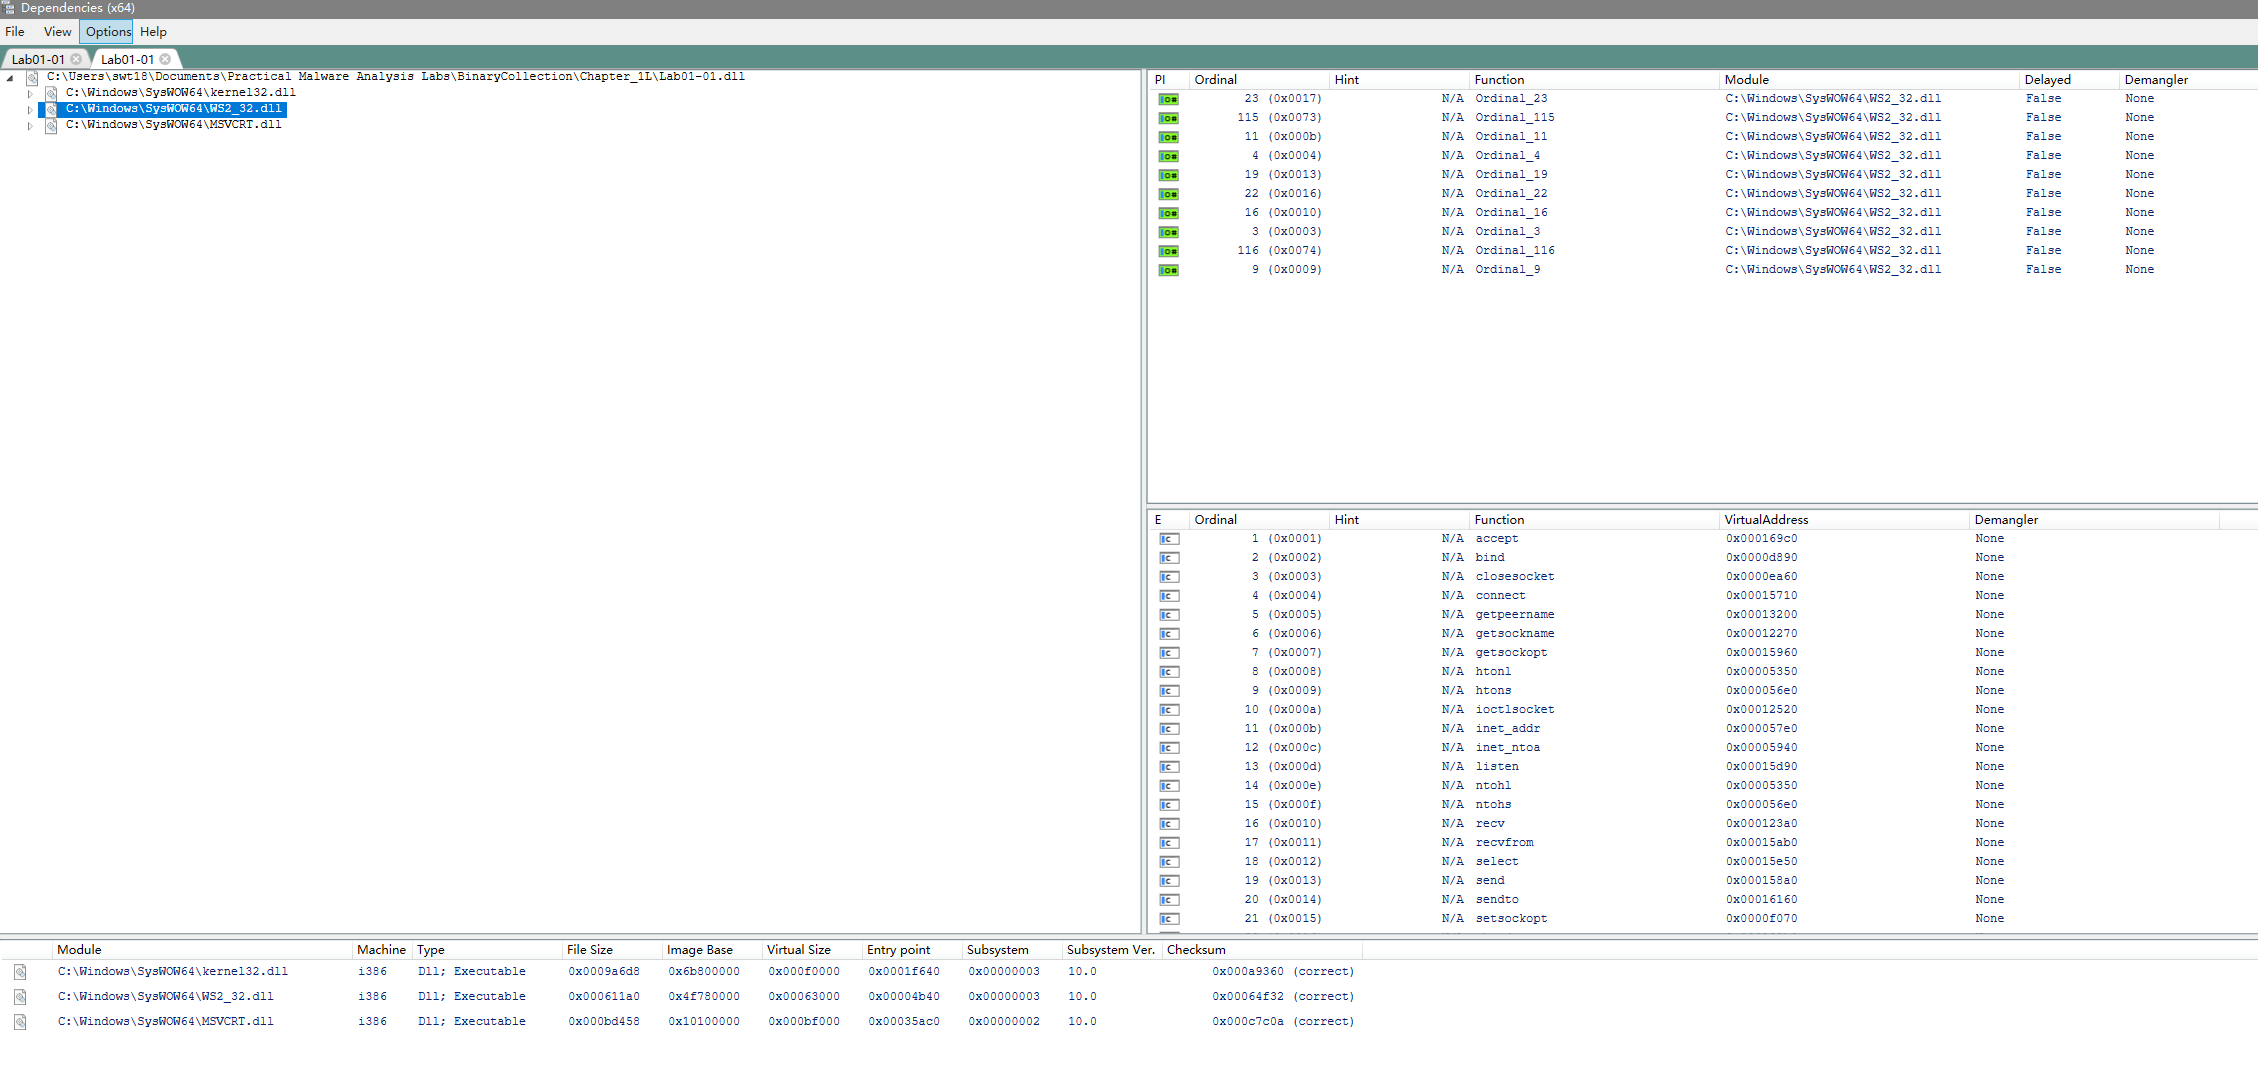 Dependencies (x64)
File View Options Help
Lab01-01 Lab01-01
C:\Users\swt18\Documents\Practical Malware Analysis Labs\BinaryCollection\Chapter_1L\Lab01-01.dll
C:\Windows\SysWOW64\kernel32.dll
C:\Windows\SysWOW64\WS2_32.dll
C:\Windows\SysWOW64\MSVCRT.dll
PI Ordinal Hint Function Module Delayed Demangler
23 (0x0017) N/A Ordinal_23 C:\Windows\SysWOW64\WS2_32.dll False None
115 (0x0073) N/A Ordinal_115 C:\Windows\SysWOW64\WS2_32.dll False None
11 (0x000b) N/A Ordinal_11 C:\Windows\SysWOW64\WS2_32.dll False None
4 (0x0004) N/A Ordinal_4 C:\Windows\SysWOW64\WS2_32.dll False None
19 (0x0013) N/A Ordinal_19 C:\Windows\SysWOW64\WS2_32.dll False None
22 (0x0016) N/A Ordinal_22 C:\Windows\SysWOW64\WS2_32.dll False None
16 (0x0010) N/A Ordinal_16 C:\Windows\SysWOW64\WS2_32.dll False None
3 (0x0003) N/A Ordinal_3 C:\Windows\SysWOW64\WS2_32.dll False None
116 (0x0074) N/A Ordinal_116 C:\Windows\SysWOW64\WS2_32.dll False None
9 (0x0009) N/A Ordinal_9 C:\Windows\SysWOW64\WS2_32.dll False None
E Ordinal Hint Function VirtualAddress Demangler
1 (0x0001) N/A accept 0x000169c0 None
2 (0x0002) N/A bind 0x0000d890 None
3 (0x0003) N/A closesocket 0x0000ea60 None
4 (0x0004) N/A connect 0x00015710 None
5 (0x0005) N/A getpeername 0x00013200 None
6 (0x0006) N/A getsockname 0x00012270 None
7 (0x0007) N/A getsockopt 0x00015960 None
8 (0x0008) N/A htonl 0x00005350 None
9 (0x0009) N/A htons 0x000056e0 None
10 (0x000a) N/A ioctlsocket 0x00012520 None
11 (0x000b) N/A inet_addr 0x000057e0 None
12 (0x000c) N/A inet_ntoa 0x00005940 None
13 (0x000d) N/A listen 0x00015d90 None
14 (0x000e) N/A ntohl 0x00005350 None
15 (0x000f) N/A ntohs 0x000056e0 None
16 (0x0010) N/A recv 0x000123a0 None
17 (0x0011) N/A recvfrom 0x00015ab0 None
18 (0x0012) N/A select 0x00015e50 None
19 (0x0013) N/A send 0x000158a0 None
20 (0x0014) N/A sendto 0x00016160 None
21 (0x0015) N/A setsockopt 0x0000f070 None
Module Machine Type File Size Image Base Virtual Size Entry point Subsystem Subsystem Ver. Checksum
C:\Windows\SysWOW64\kernel32.dll i386 Dll; Executable 0x0009a6d8 0x6b800000 0x000f0000 0x0001f640 0x00000003 10.0 0x000a9360 (correct)
C:\Windows\SysWOW64\WS2_32.dll i386 Dll; Executable 0x000611a0 0x4f780000 0x00063000 0x00004b40 0x00000003 10.0 0x00064f32 (correct)
C:\Windows\SysWOW64\MSVCRT.dll i386 Dll; Executable 0x000bd458 0x10100000 0x000bf000 0x00035ac0 0x00000002 10.0 0x000c7c0a (correct)